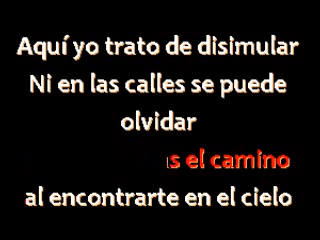 Aquí yo trato de disimular
Ni en las calles se puede
olvidar
el camino
al encontrarte en el cielo